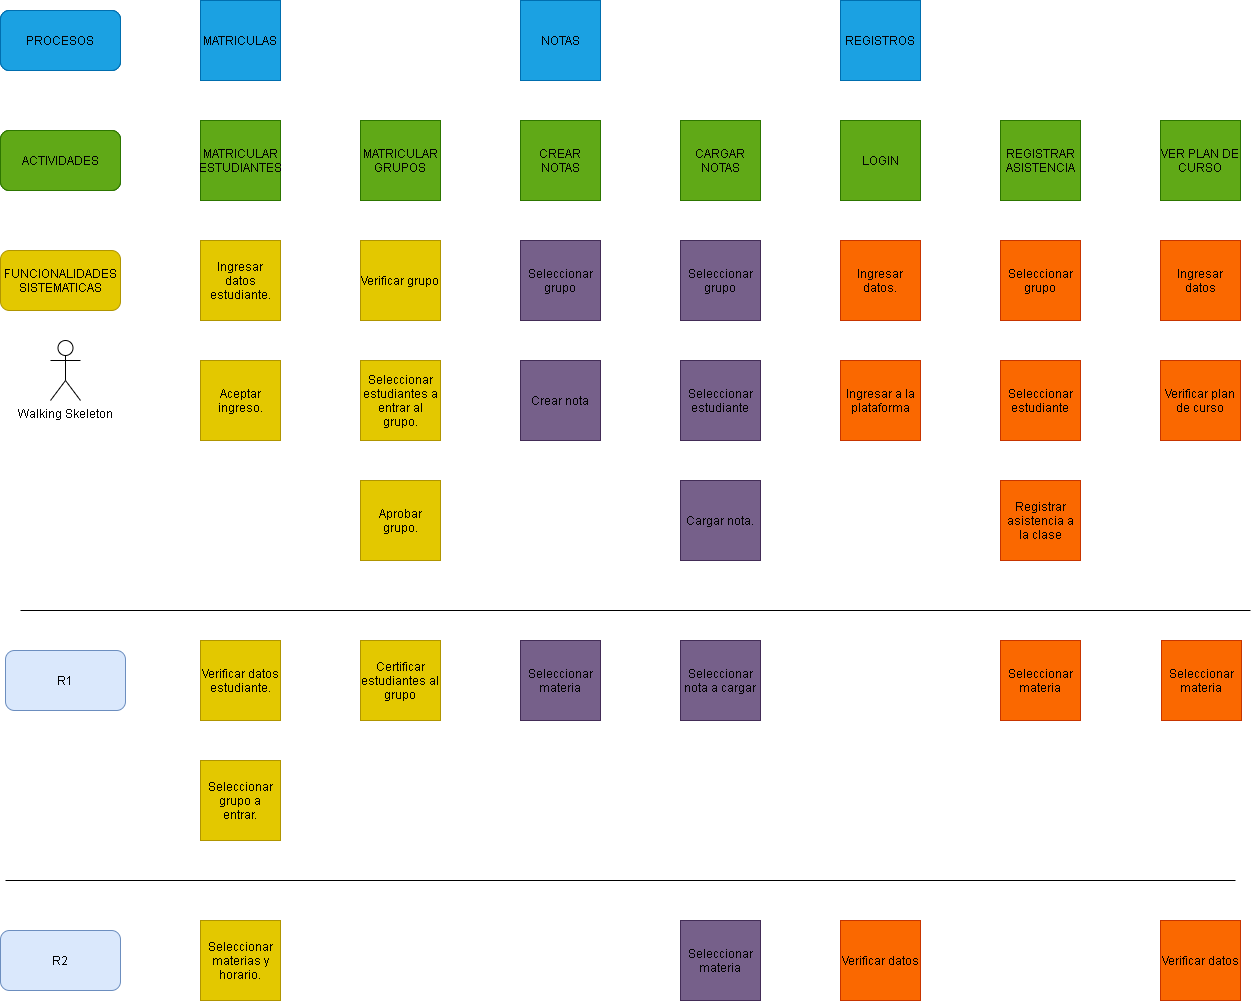 PROCESOS
MATRICULAS
NOTAS
REGISTROS
ACTIVIDADES
MATRICULAR
ESTUDIANTES
MATRICULAR
GRUPOS
CREAR
NOTAS
CARGAR
NOTAS
LOGIN
REGISTRAR
ASISTENCIA
VER PLAN DE
CURSO
FUNCIONALIDADES
SISTEMATICAS
Ingresar
datos
estudiante.
Verificar grupo
Seleccionar
grupo
Seleccionar
grupo
Ingresar
datos.
Seleccionar
grupo
Ingresar
datos
Walking Skeleton
Aceptar
ingreso.
Seleccionar
estudiantes a
entrar al
grupo.
Crear nota
Seleccionar
estudiante
Ingresar a la
plataforma
Seleccionar
estudiante
Verificar plan
de curso
Aprobar
grupo.
Cargar nota.
Registrar
asistencia a
la clase
R1
Verificar datos
estudiante.
Certificar
estudiantes al
grupo
Seleccionar
materia
Seleccionar
nota a cargar
Seleccionar
materia
Seleccionar
materia
Seleccionar
grupo a
entrar.
R2
Seleccionar
materias y
horario.
Seleccionar
materia
Verificar datos
Verificar datos